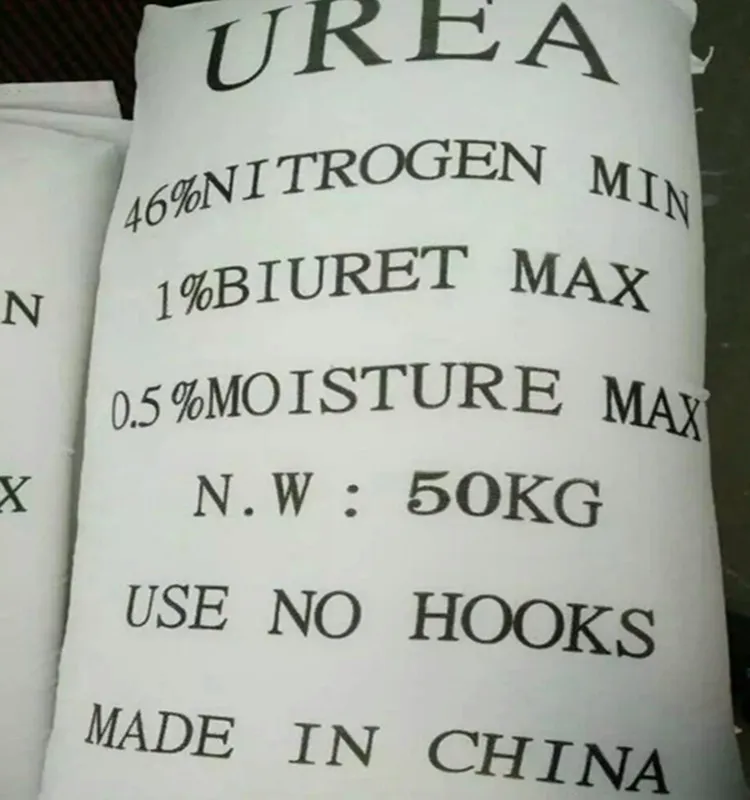 UREA
46%NITROGEN MIN
1%BIURET MAX
0.5%MOISTURE MAX
N.W: 50KG
USE NO HOOKS
MADE IN CHINA
N
X